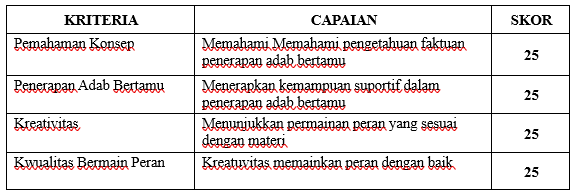 KRITERIA CAPAIAN SKOR
Pemahaman Konsep Memahami Memahami pengetahuan faktuan
penerapan adab bertamu 25
Penerapan Adab Bertamu Menerapkan kemampuan suportif dalam
penerapan adab bertamu 25
Kreativitas Menunjukkan permainan peran yang sesuai
dengan materi 25
Kwualitas Bermain Peran Kreatuvitas memainkan peran dengan baik
25